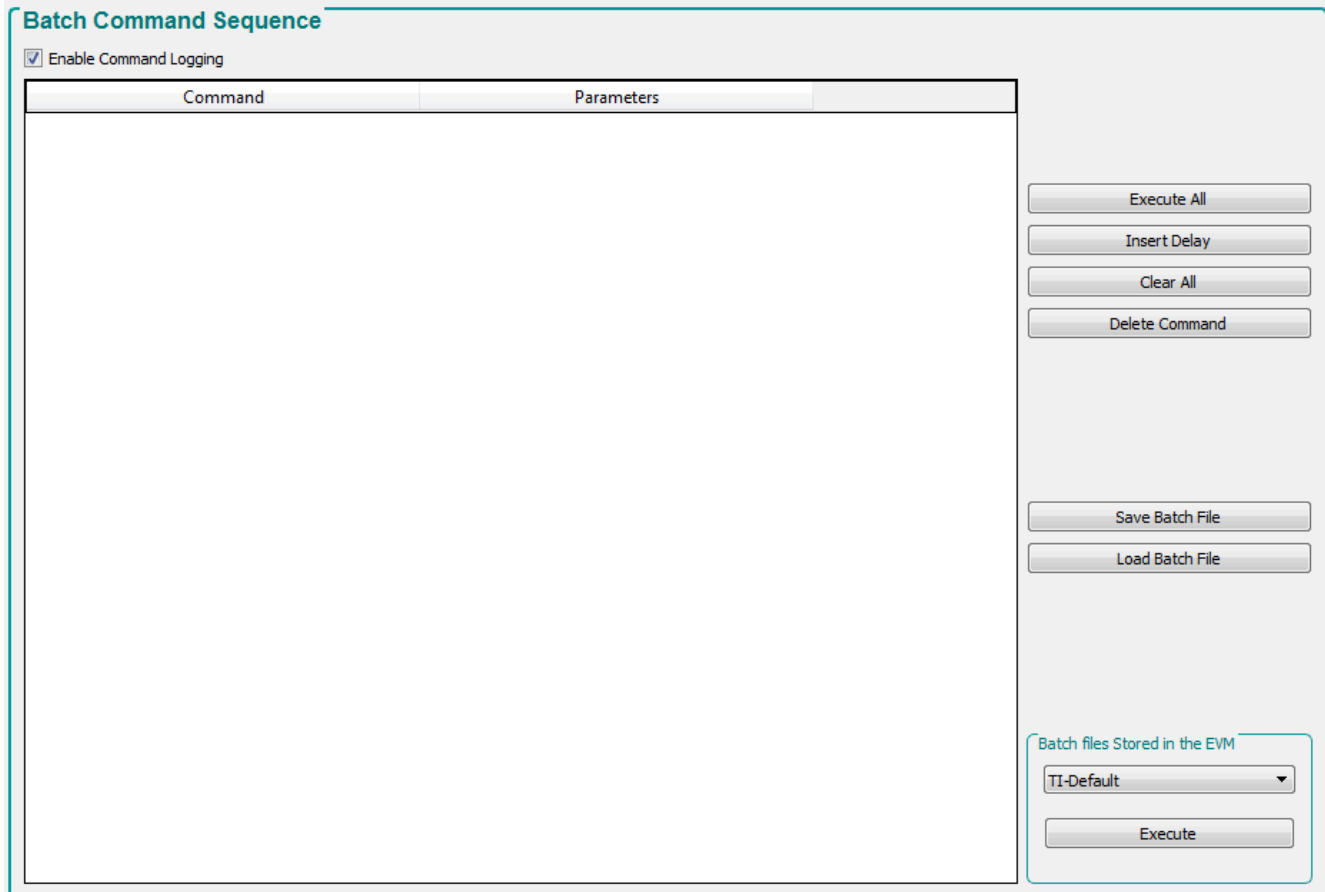 Batch Command Sequence
Enable Command Logging
Command Parameters
Execute All
Insert Delay
Clear All
Delete Command
Save Batch File
Load Batch File
Batch files Stored in the EVM
TI-Default
Execute